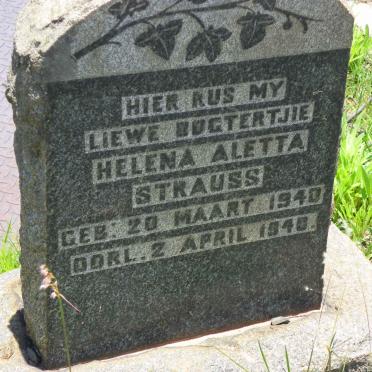 HIER RUS MY
LIEWE DOGTERTJIE
HELENA ALETTA
STRAUSS
GEB: 20 MAART 1940
OORL. 2 APRIL 1940.